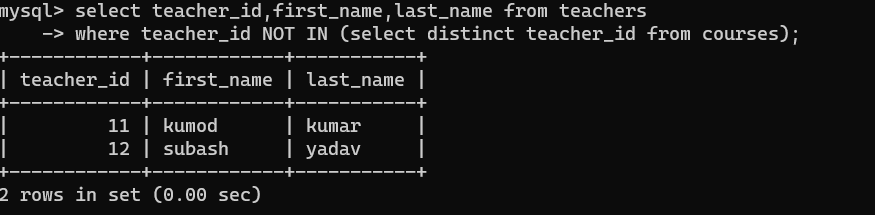 mysql> select teacher_id,first_name,last_name from teachers
    -> where teacher_id NOT IN (select distinct teacher_id from courses);
+------------+------------+-----------+
| teacher_id | first_name | last_name |
+------------+------------+-----------+
|         11 | kumod      | kumar     |
|         12 | subash     | yadav     |
+------------+------------+-----------+
2 rows in set (0.00 sec)